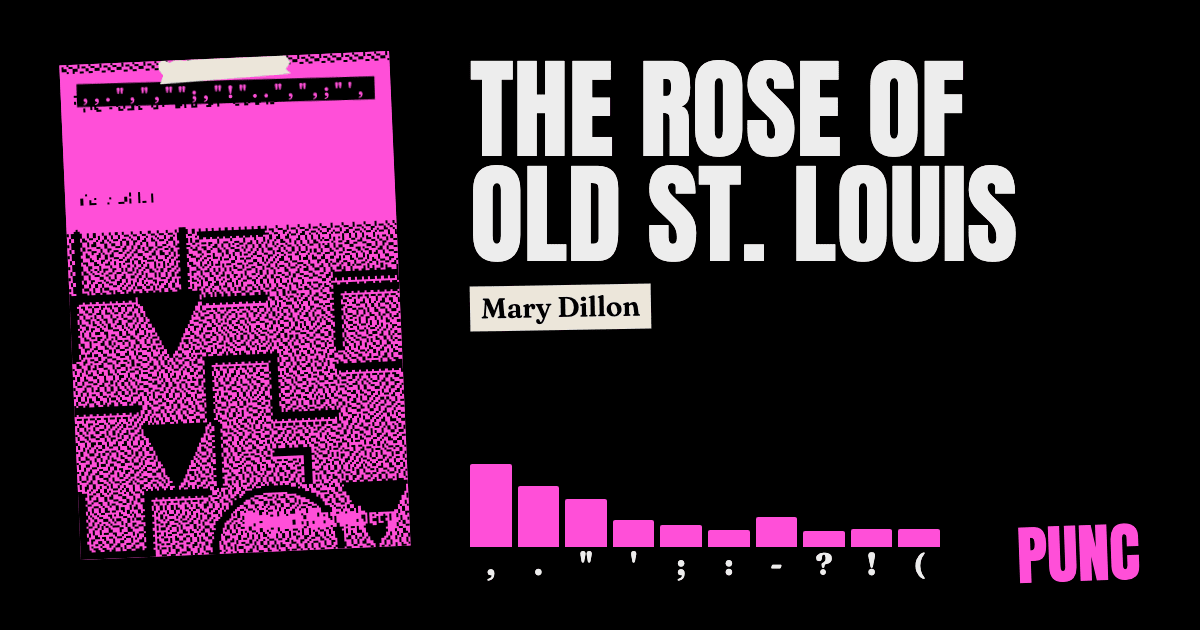 ,,.",","";,"!"..",",;"',
THE ROSE OF
OLD ST. LOUIS
Mary Dillon
, . " ' ; : - ? ! (
PUNC